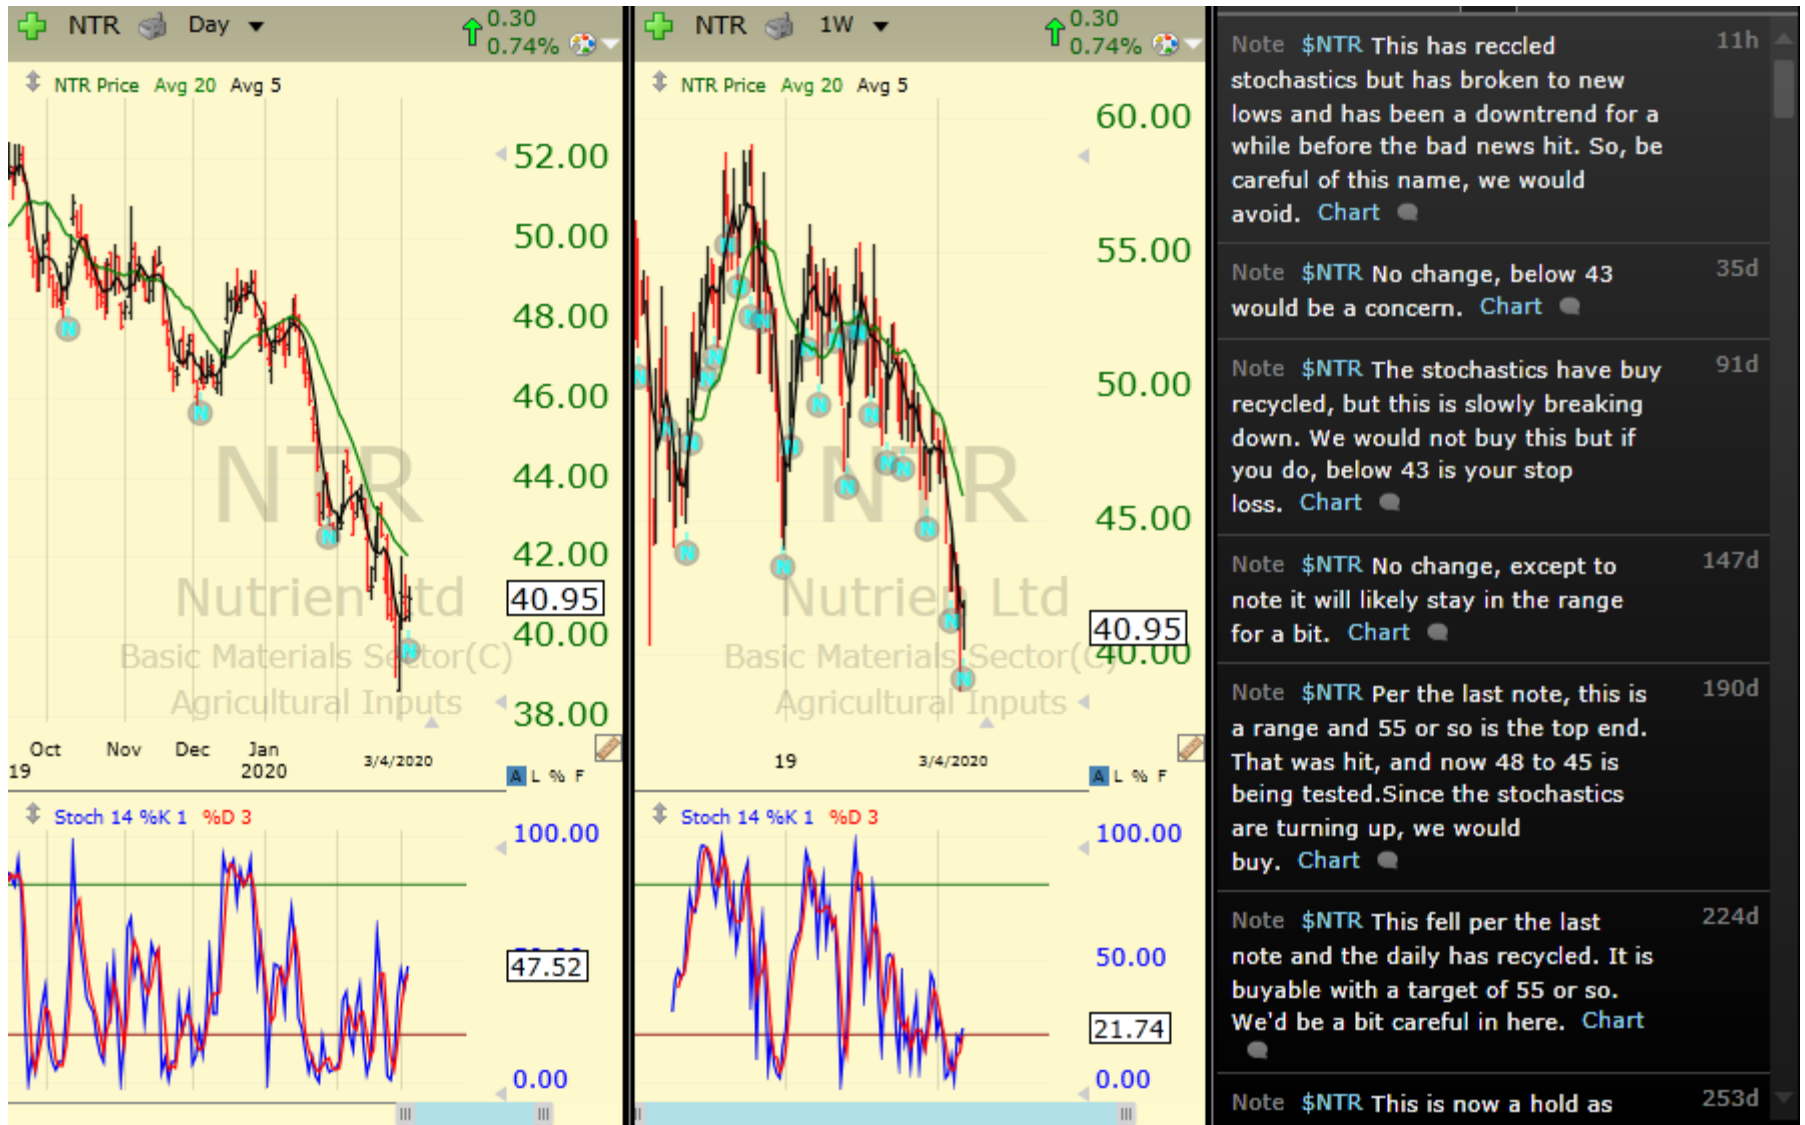 NTR Day
0.30
0.74%
NTR Price Avg 20 Avg 5
52.00
50.00
48.00
46.00
44.00
42.00
40.95
40.00
38.00
N
N
N
N
NTR
Nutrien Ltd
Basic Materials Sector(C)
Agricultural Inputs
Oct Nov Dec Jan
19 2020 3/4/2020
A L % F
Stoch 14 %K 1 %D 3
100.00
47.52
0.00
NTR 1W
0.30
0.74%
NTR Price Avg 20 Avg 5
60.00
55.00
50.00
45.00
40.95
40.00
NTR
Nutrien Ltd
Basic Materials Sector(C)
Agricultural Inputs
19 3/4/2020
A L % F
Stoch 14 %K 1 %D 3
100.00
50.00
21.74
0.00
Note $NTR This has reccled 11h
stochastics but has broken to new
lows and has been a downtrend for a
while before the bad news hit. So, be
careful of this name, we would
avoid. Chart
Note $NTR No change, below 43 35d
would be a concern. Chart
Note $NTR The stochastics have buy 91d
recycled, but this is slowly breaking
down. We would not buy this but if
you do, below 43 is your stop
loss. Chart
Note $NTR No change, except to 147d
note it will likely stay in the range
for a bit. Chart
Note $NTR Per the last note, this is 190d
a range and 55 or so is the top end.
That was hit, and now 48 to 45 is
being tested.Since the stochastics
are turning up, we would
buy. Chart
Note $NTR This fell per the last 224d
note and the daily has recycled. It is
buyable with a target of 55 or so.
We'd be a bit careful in here. Chart
Note $NTR This is now a hold as 253d